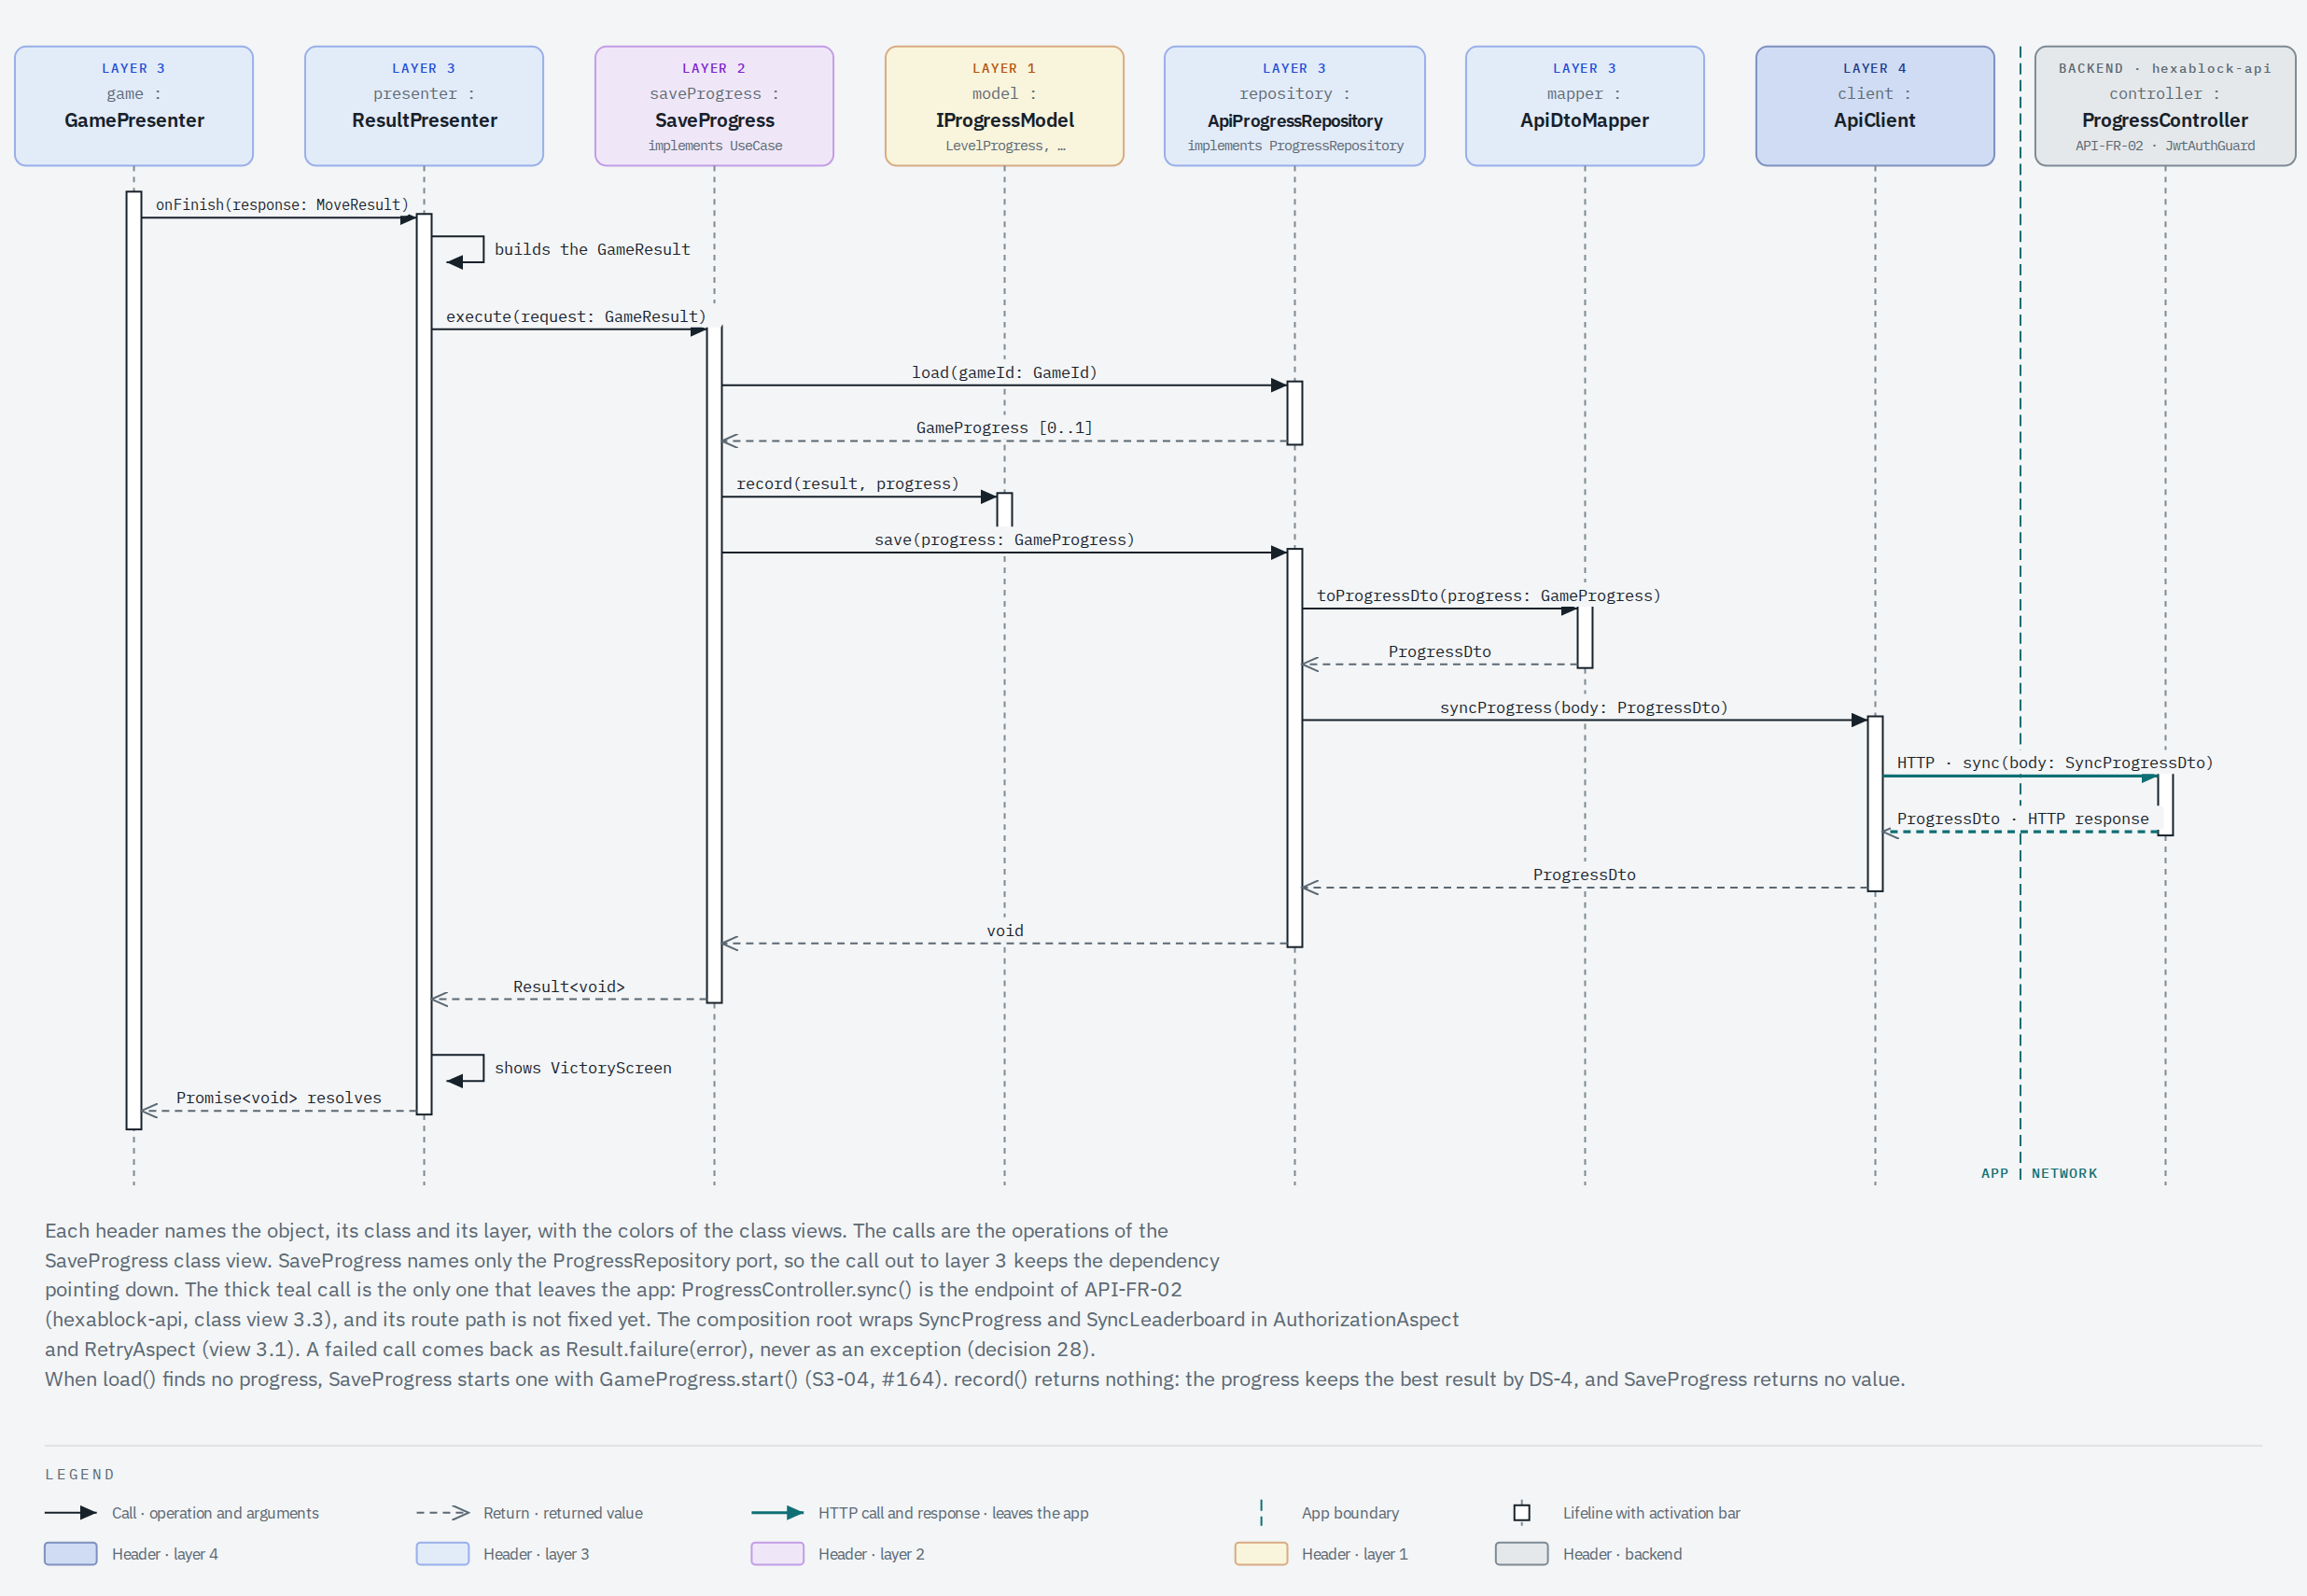 LAYER 3
game :
GamePresenter
LAYER 3
presenter :
ResultPresenter
LAYER 2
saveProgress :
SaveProgress
implements UseCase
LAYER 1
model :
IProgressModel
LevelProgress, …
LAYER 3
repository :
ApiProgressRepository
implements ProgressRepository
LAYER 3
mapper :
ApiDtoMapper
LAYER 4
client :
ApiClient
BACKEND · hexablock-api
controller :
ProgressController
API-FR-02 · JwtAuthGuard
onFinish(response: MoveResult)
builds the GameResult
execute(request: GameResult)
load(gameId: GameId)
GameProgress [0..1]
record(result, progress)
save(progress: GameProgress)
toProgressDto(progress: GameProgress)
ProgressDto
syncProgress(body: ProgressDto)
HTTP · sync(body: SyncProgressDto)
ProgressDto · HTTP response
ProgressDto
void
Result<void>
shows VictoryScreen
Promise<void> resolves
APP
NETWORK
Each header names the object, its class and its layer, with the colors of the class views. The calls are the operations of the
SaveProgress class view. SaveProgress names only the ProgressRepository port, so the call out to layer 3 keeps the dependency
pointing down. The thick teal call is the only one that leaves the app: ProgressController.sync() is the endpoint of API-FR-02
(hexablock-api, class view 3.3), and its route path is not fixed yet. The composition root wraps SyncProgress and SyncLeaderboard in AuthorizationAspect
and RetryAspect (view 3.1). A failed call comes back as Result.failure(error), never as an exception (decision 28).
When load() finds no progress, SaveProgress starts one with GameProgress.start() (S3-04, #164). record() returns nothing: the progress keeps the best result by DS-4, and SaveProgress returns no value.
LEGEND
Call · operation and arguments
Return · returned value
HTTP call and response · leaves the app
App boundary
Lifeline with activation bar
Header · layer 4
Header · layer 3
Header · layer 2
Header · layer 1
Header · backend